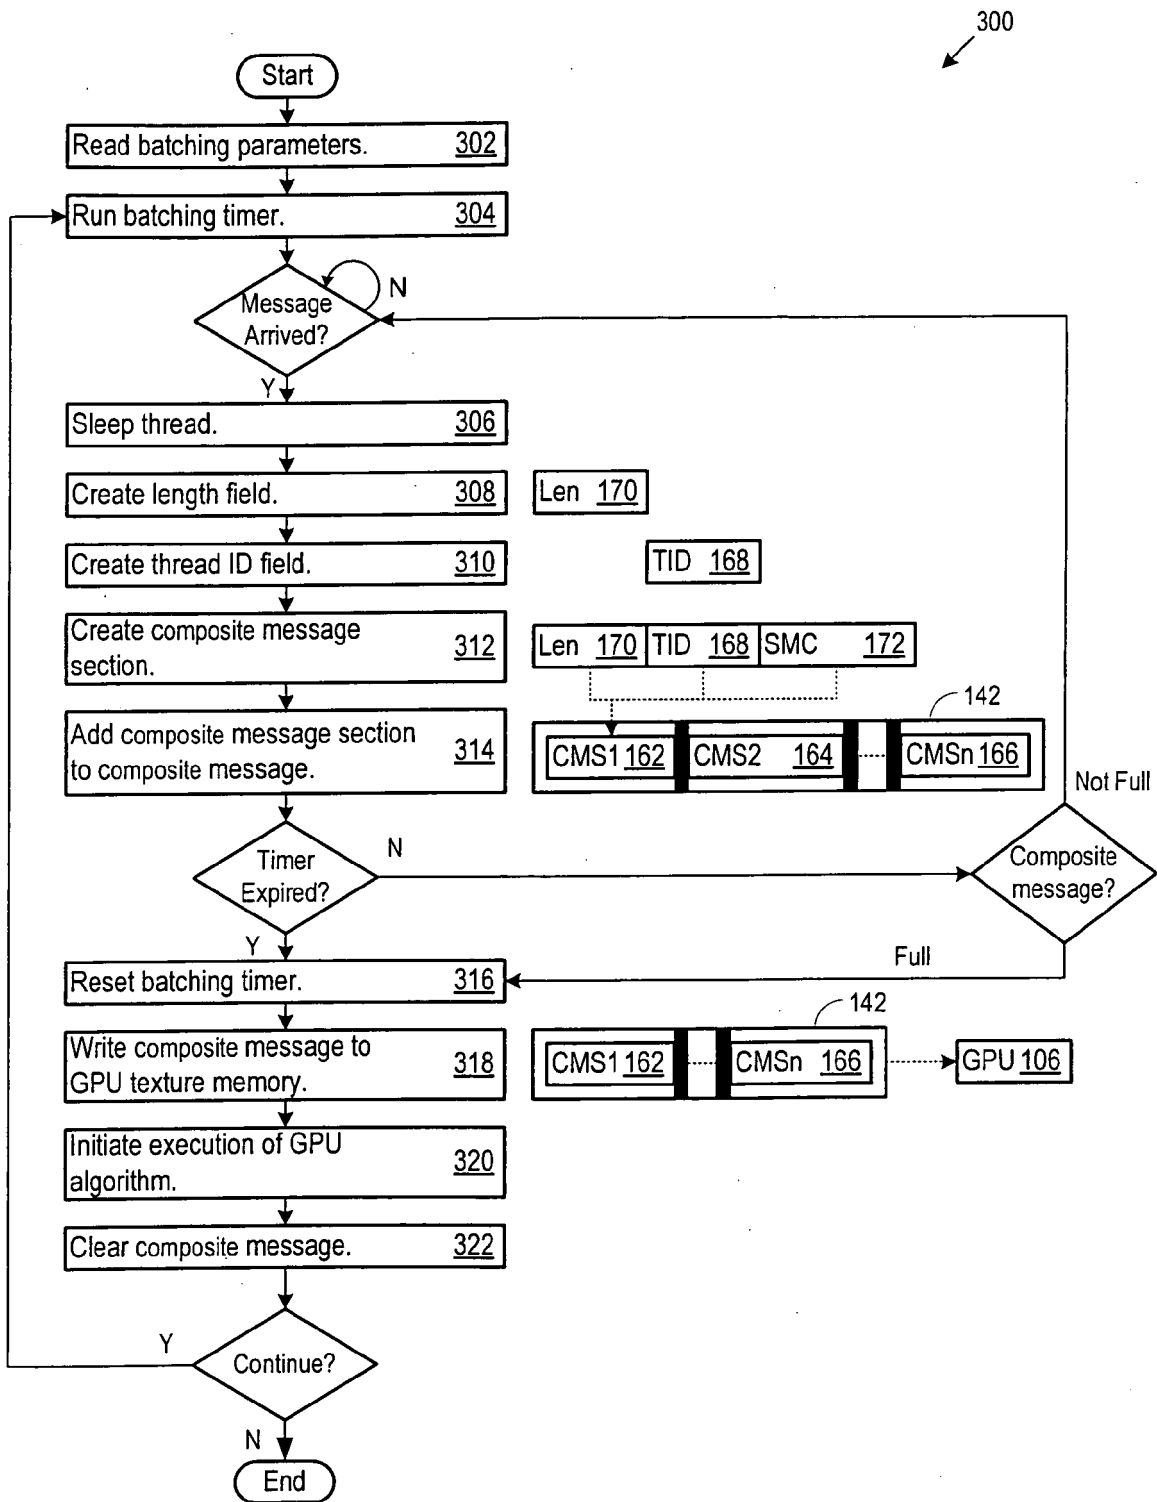 300
Start
Read batching parameters. 302
Run batching timer. 304
N
Message
Arrived?
Y
Sleep thread. 306
Create length field. 308
Len 170
Create thread ID field. 310
TID 168
Create composite message
section. 312
Len 170 TID 168 SMC 172
142
Add composite message section
to composite message. 314
CMS1 162 CMS2 164 CMSn 166
Not Full
Timer
Expired?
N
Composite
message?
Y
Full
Reset batching timer. 316
142
Write composite message to
GPU texture memory. 318
CMS1 162 CMSn 166
GPU 106
Initiate execution of GPU
algorithm. 320
Clear composite message. 322
Y
Continue?
N
End